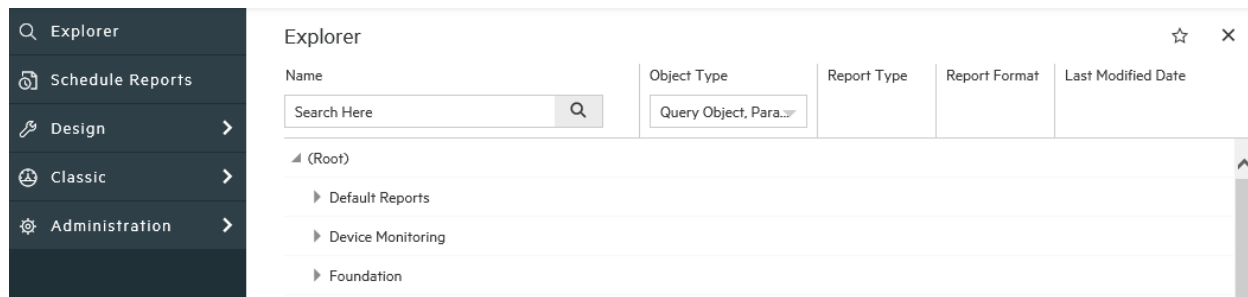 Explorer
Schedule Reports
Design
Classic
Administration
Explorer
Name
Object Type
Report Type
Report Format
Last Modified Date
Search Here
Query Object, Para...
(Root)
Default Reports
Device Monitoring
Foundation